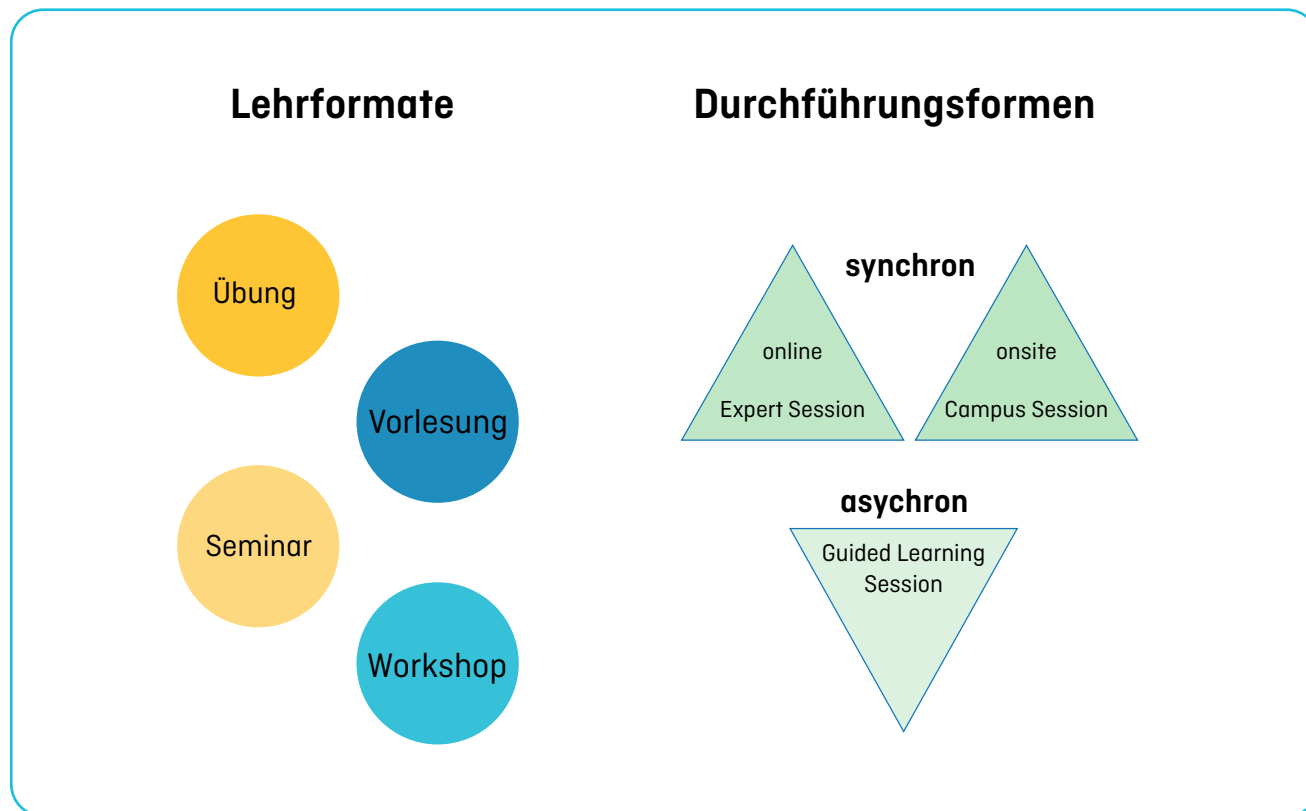 Lehrformate
Übung
Vorlesung
Seminar
Workshop
Durchführungsformen
synchron
online
Expert Session
onsite
Campus Session
asychron
Guided Learning
Session